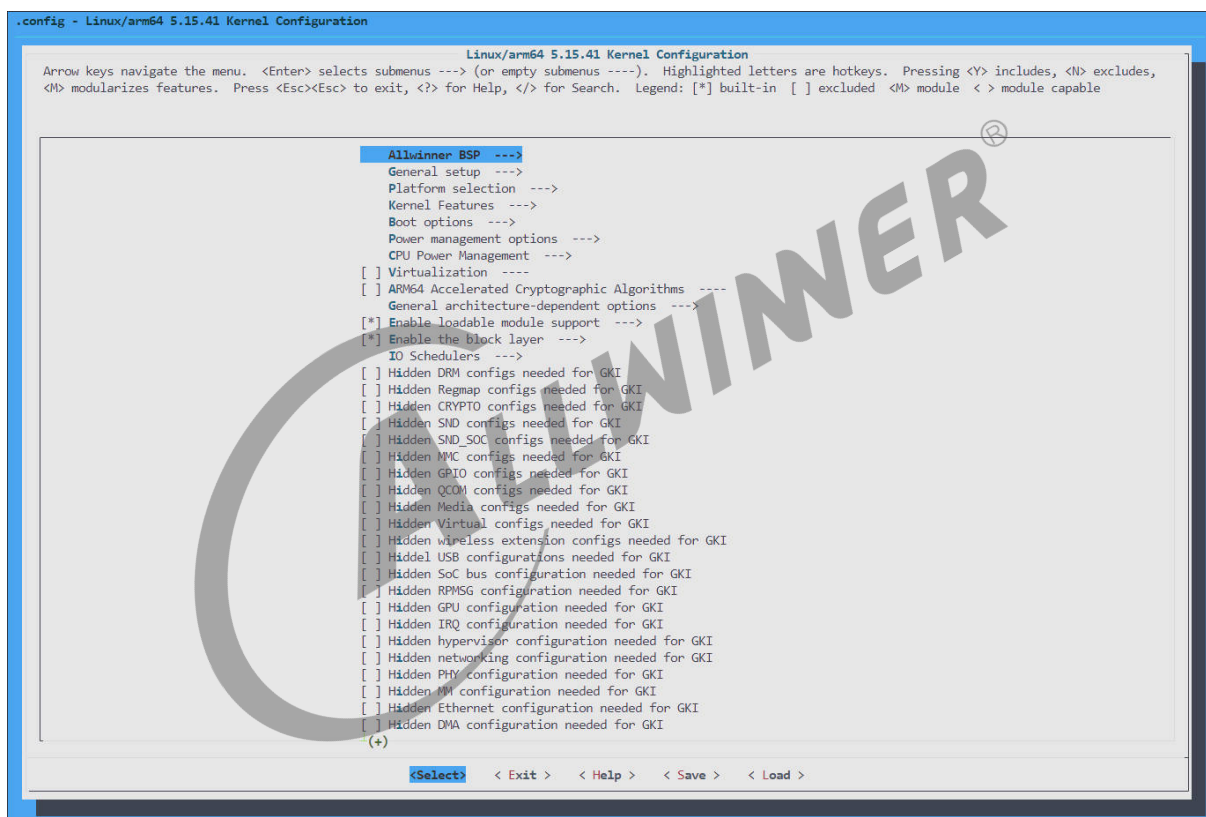 .config - Linux/arm64 5.15.41 Kernel Configuration
Linux/arm64 5.15.41 Kernel Configuration
Arrow keys navigate the menu.  <Enter> selects submenus ---> (or empty submenus ----).  Highlighted letters are hotkeys.  Pressing <Y> includes, <N> excludes,
<M> modularizes features.  Press <Esc><Esc> to exit, <?> for Help, </> for Search.  Legend: [*] built-in  [ ] excluded  <M> module  < > module capable
Allwinner BSP  --->
General setup  --->
Platform selection  --->
Kernel Features  --->
Boot options  --->
Power management options  --->
CPU Power Management  --->
[ ] Virtualization  ----
[ ] ARM64 Accelerated Cryptographic Algorithms  ----
General architecture-dependent options  --->
[*] Enable loadable module support  --->
[*] Enable the block layer  --->
IO Schedulers  --->
[ ] Hidden DRM configs needed for GKI
[ ] Hidden Regmap configs needed for GKI
[ ] Hidden CRYPTO configs needed for GKI
[ ] Hidden SND configs needed for GKI
[ ] Hidden SND_SOC configs needed for GKI
[ ] Hidden MMC configs needed for GKI
[ ] Hidden GPIO configs needed for GKI
[ ] Hidden QCOM configs needed for GKI
[ ] Hidden Media configs needed for GKI
[ ] Hidden Virtual configs needed for GKI
[ ] Hidden wireless extension configs needed for GKI
[ ] Hiddel USB configurations needed for GKI
[ ] Hidden SoC bus configuration needed for GKI
[ ] Hidden RPMSG configuration needed for GKI
[ ] Hidden GPU configuration needed for GKI
[ ] Hidden IRQ configuration needed for GKI
[ ] Hidden hypervisor configuration needed for GKI
[ ] Hidden networking configuration needed for GKI
[ ] Hidden PHY configuration needed for GKI
[ ] Hidden MM configuration needed for GKI
[ ] Hidden Ethernet configuration needed for GKI
[ ] Hidden DMA configuration needed for GKI
(+)
<Select>    < Exit >    < Help >    < Save >    < Load >
ALLWINNER®